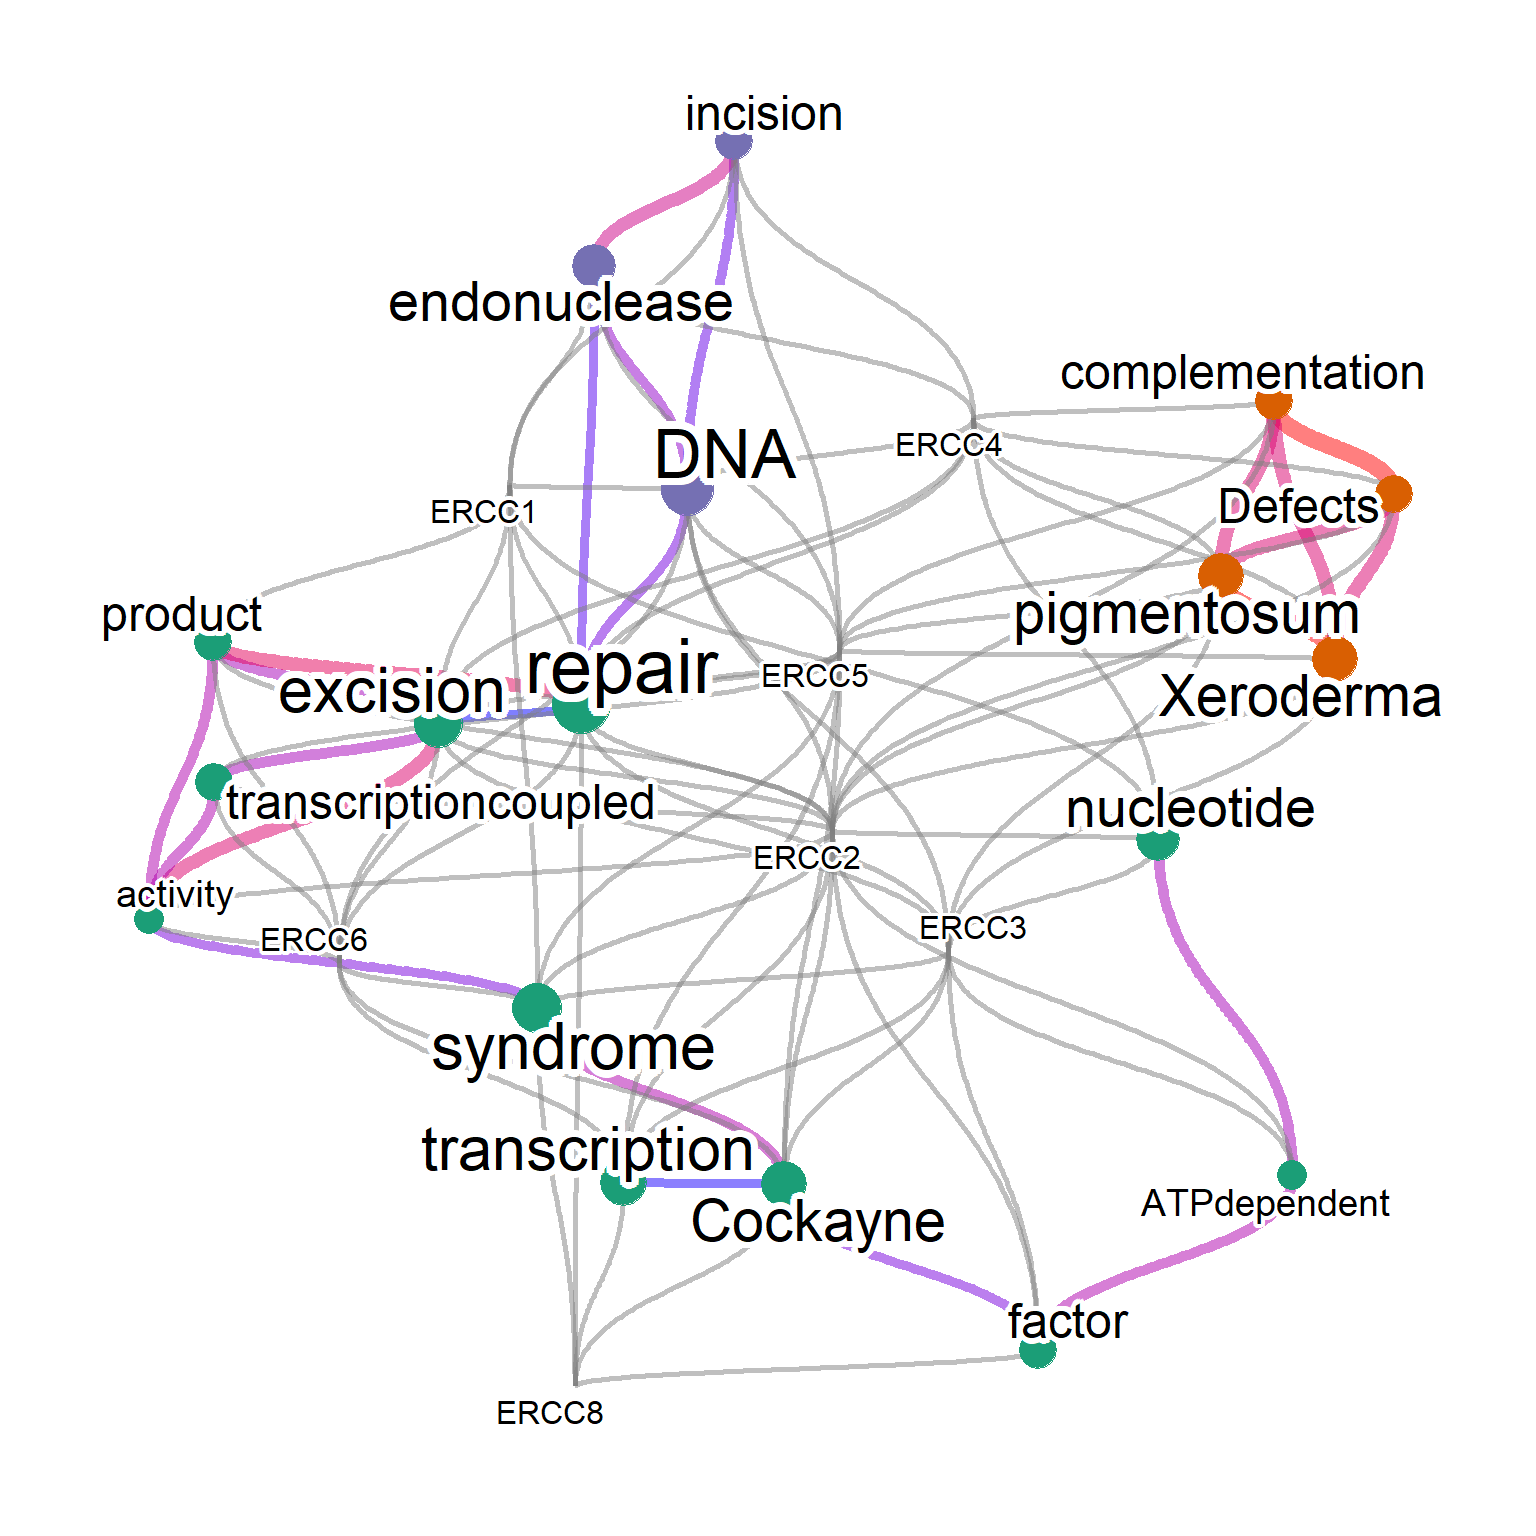 incision
endonuclease
complementation
ERCC4
DNA
Defects
ERCC1
product
pigmentosum
repair
ERCC5
excision
Xeroderma
transcriptioncoupled
nucleotide
ERCC2
activity
ERCC3
ERCC6
syndrome
transcription
ATPdependent
Cockayne
factor
ERCC8